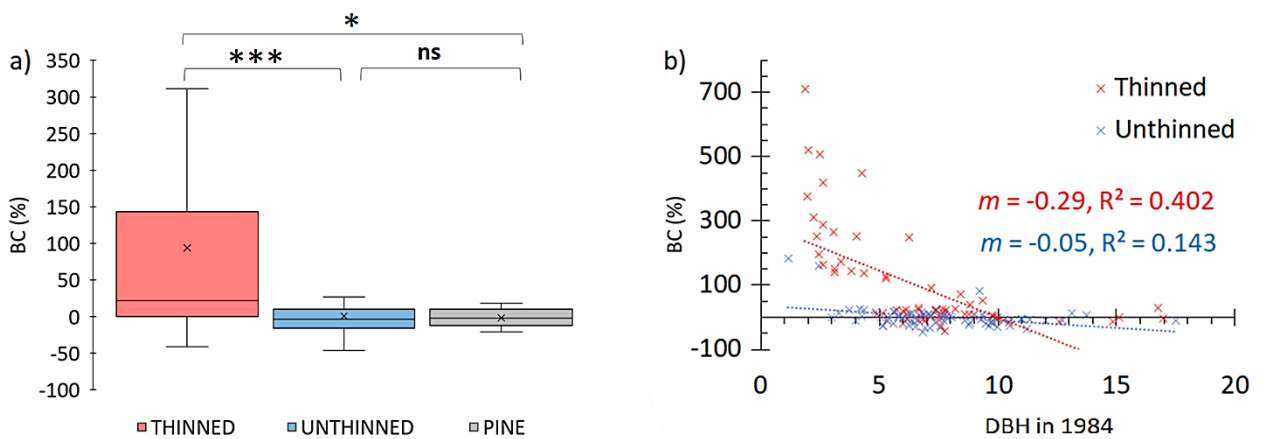 a)
BC (%)
350
300
250
200
150
100
50
0
-50
-100
*
***
ns
THINNED UNTHINNED PINE
b)
BC (%)
700
500
300
100
-100
0 5 10 15 20
DBH in 1984
Thinned
Unthinned
m = -0.29, R² = 0.402
m = -0.05, R² = 0.143